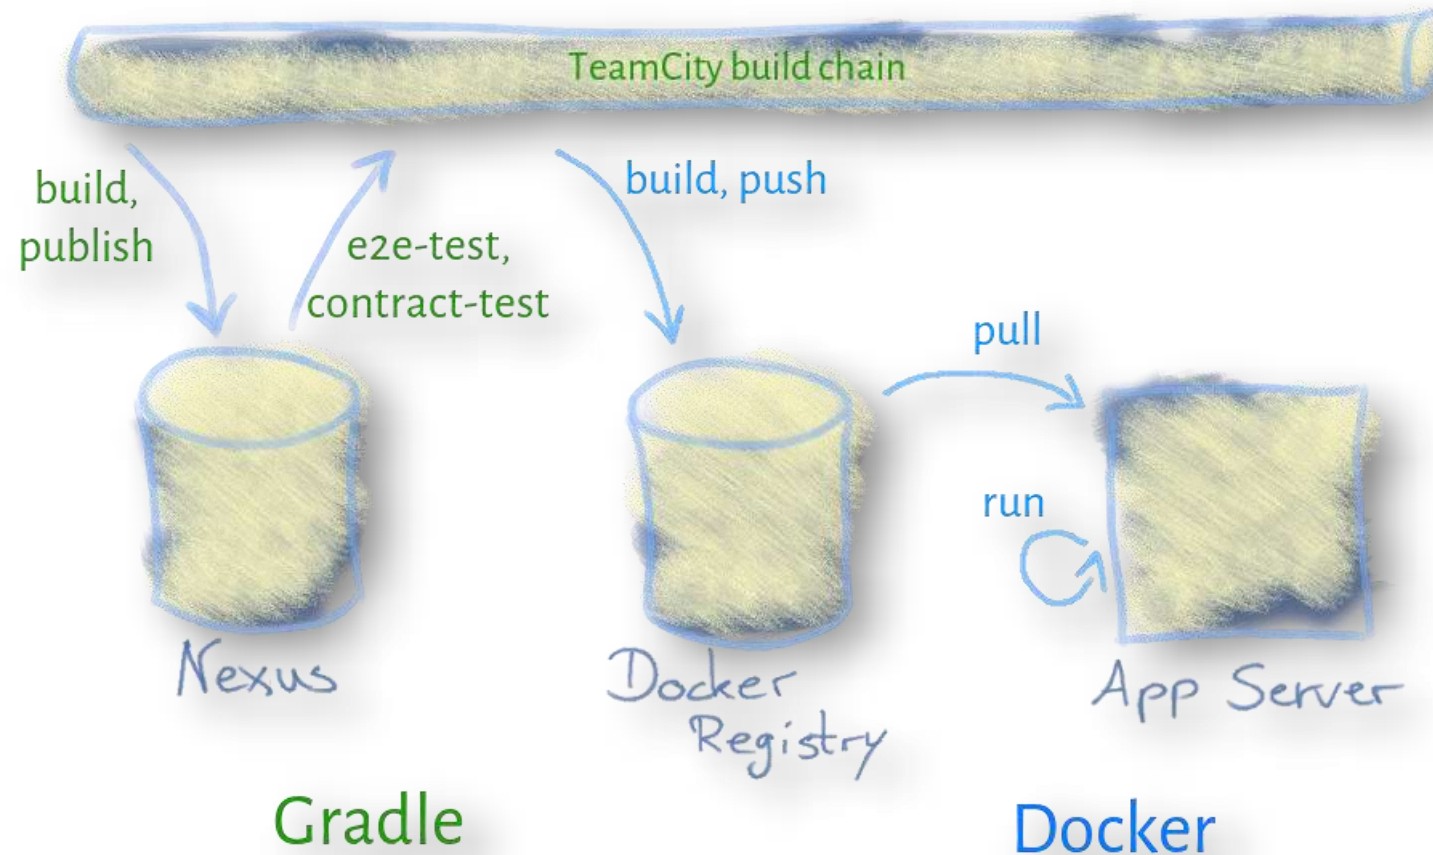 TeamCity build chain
build,
publish
e2e-test,
contract-test
build, push
pull
run
Nexus
Docker
Registry
App Server
Gradle
Docker